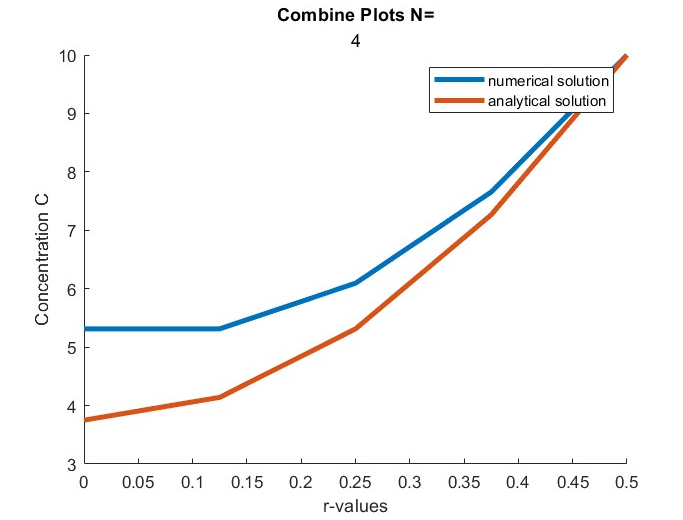 Combine Plots N=
4
numerical solution
analytical solution
Concentration C
10
9
8
7
6
5
4
3
0 0.05 0.1 0.15 0.2 0.25 0.3 0.35 0.4 0.45 0.5
r-values